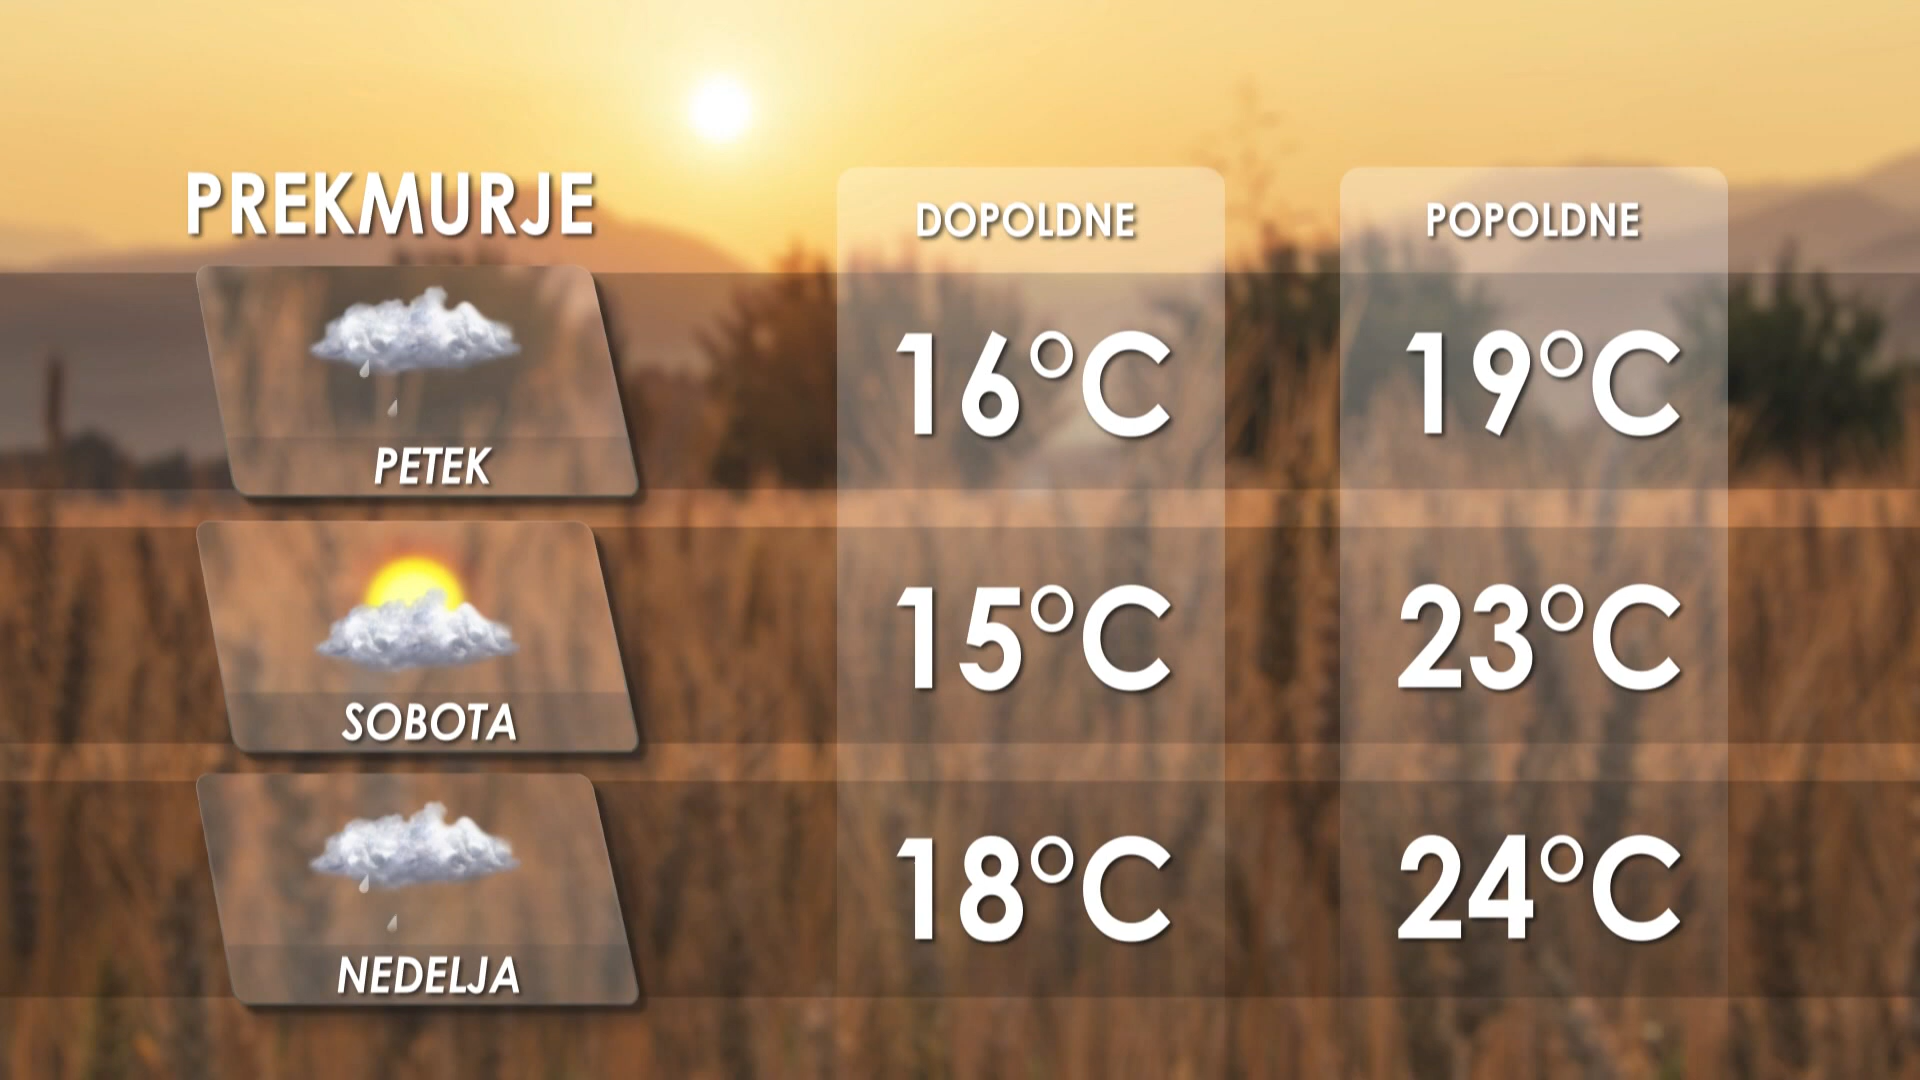 PREKMURJE
DOPOLDNE POPOLDNE
PETEK 16°C 19°C
SOBOTA 15°C 23°C
NEDELJA 18°C 24°C